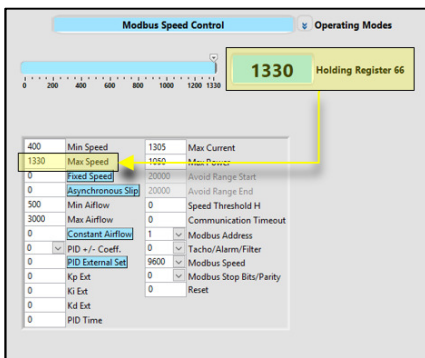 Modbus Speed Control
Operating Modes
1330 Holding Register 66
0 200 400 600 800 1000 1200 1330
400 Min Speed 1305 Max Current
1330 Max Speed 1050 Max Power
0 Fixed Speed 20000 Avoid Range Start
0 Asynchronous Slip 20000 Avoid Range End
500 Min Airflow 0 Speed Threshold H
3000 Max Airflow 0 Communication Timeout
0 Constant Airflow 1 Modbus Address
0 PID +/- Coeff. 0 Tacho/Alarm/Filter
0 PID External Set 9600 Modbus Speed
0 Kp Ext 0 Modbus Stop Bits/Parity
0 Ki Ext 0 Reset
0 Kd Ext
0 PID Time